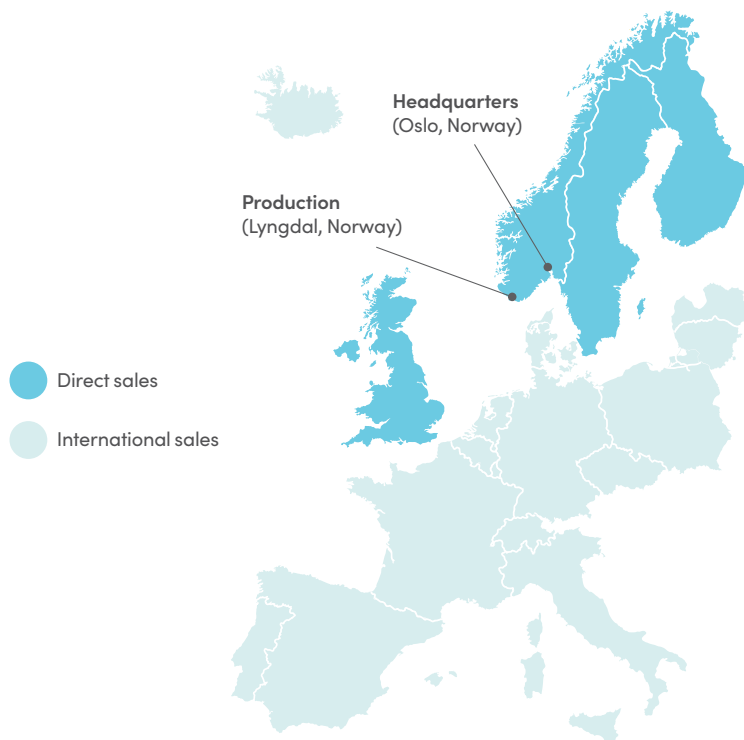 Headquarters
(Oslo, Norway)
Production
(Lyngdal, Norway)
Direct sales
International sales